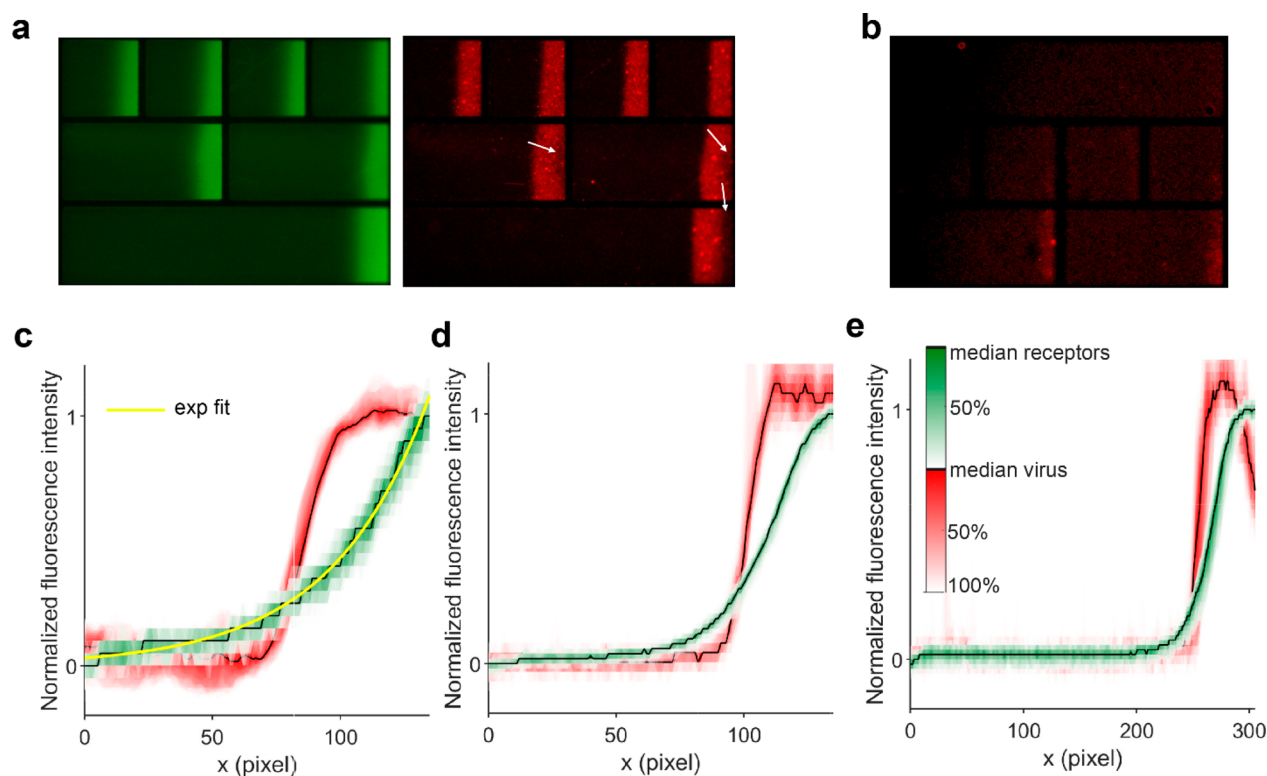 a
b
c
Normalized fluorescence intensity
1
0
exp fit
0
50
100
x (pixel)
d
Normalized fluorescence intensity
1
0
0
50
100
x (pixel)
e
Normalized fluorescence intensity
1
0
median receptors
50%
median virus
50%
100%
0
100
200
300
x (pixel)